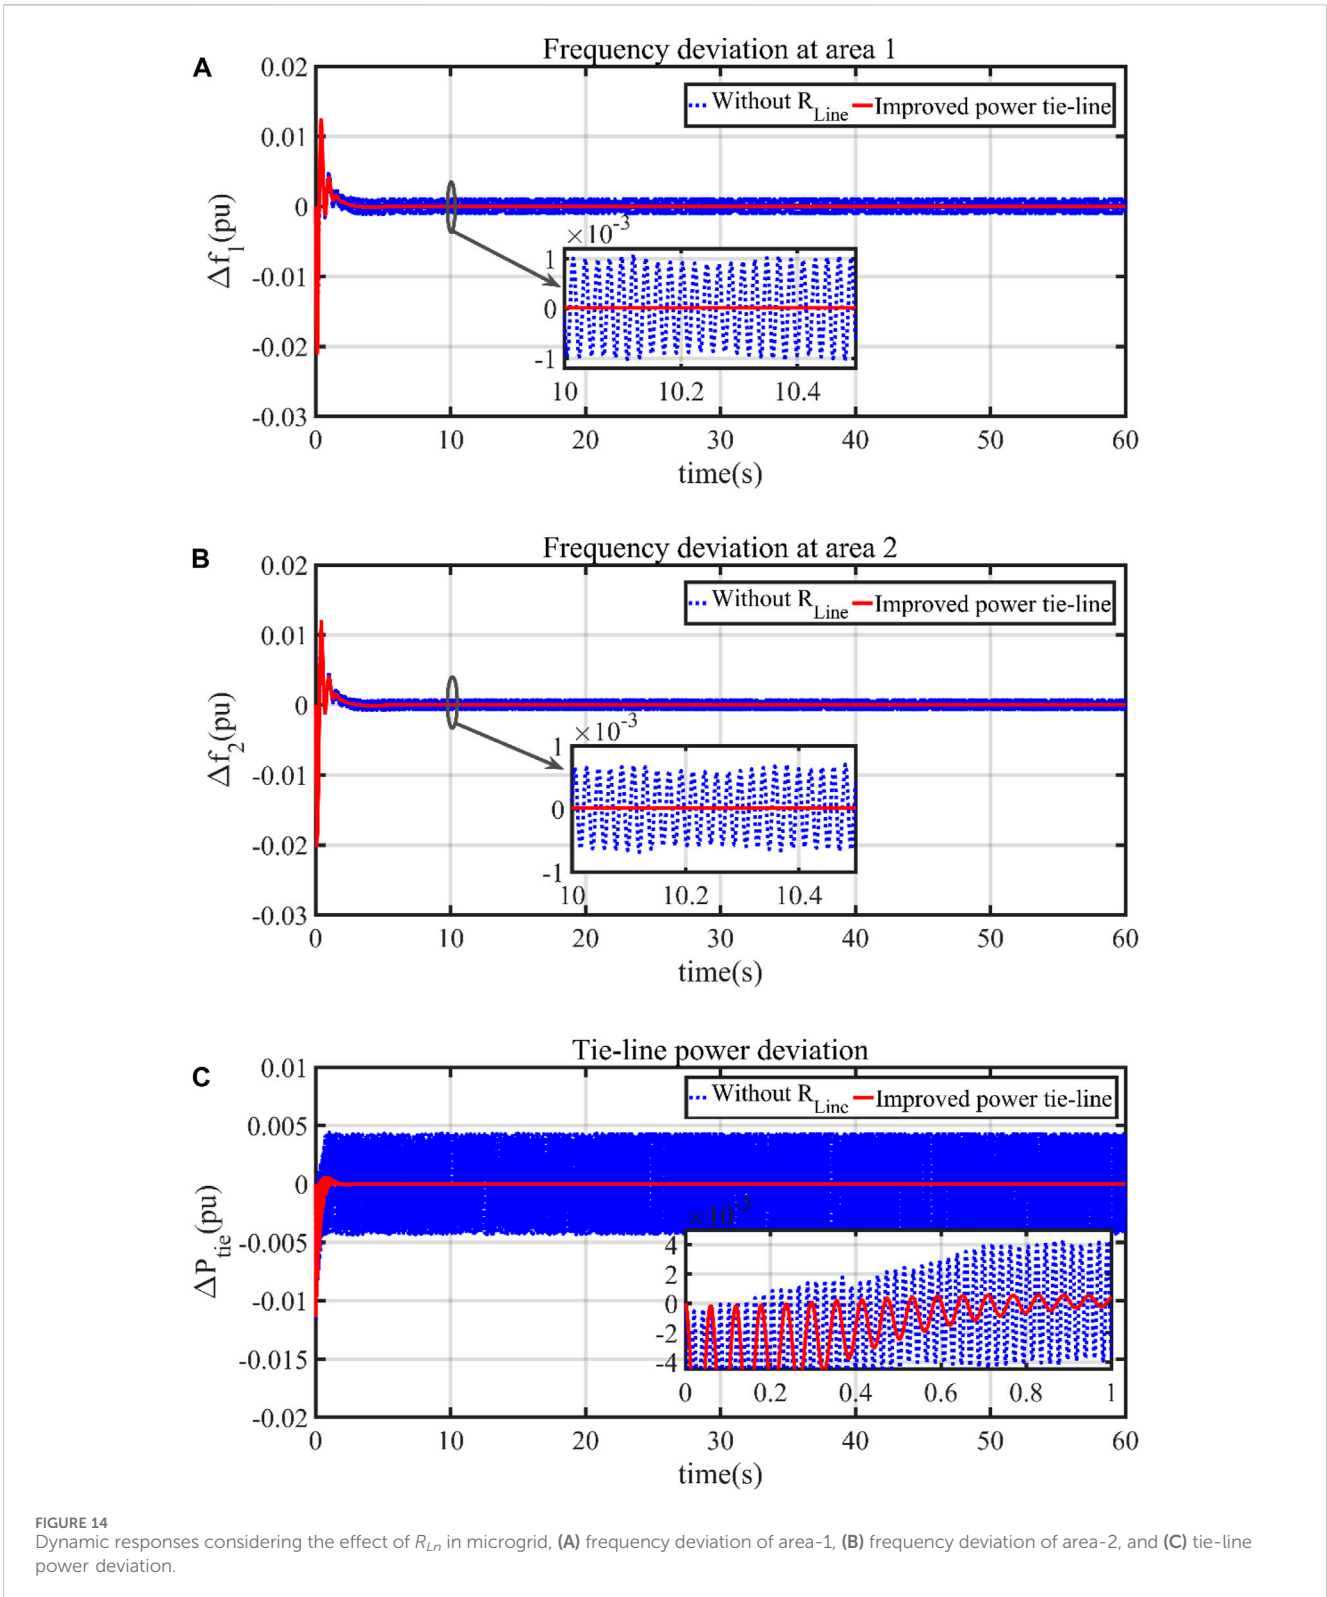 A
Frequency deviation at area 1
Without R_Line Improved power tie-line
0.02
0.01
0
-0.01
-0.02
-0.03
Δf_1(pu)
×10^-3
1
0
-1
10 10.2 10.4
0 10 20 30 40 50 60
time(s)
B
Frequency deviation at area 2
Without R_Line Improved power tie-line
0.02
0.01
0
-0.01
-0.02
-0.03
Δf_2(pu)
×10^-3
1
0
-1
10 10.2 10.4
0 10 20 30 40 50 60
time(s)
C
Tie-line power deviation
Without R_Line Improved power tie-line
0.01
0.005
0
-0.005
-0.01
-0.015
-0.02
ΔP_tie(pu)
×10^-3
4
2
0
-2
-4
0 0.2 0.4 0.6 0.8 1
0 10 20 30 40 50 60
time(s)
FIGURE 14
Dynamic responses considering the effect of R_Ln in microgrid, (A) frequency deviation of area-1, (B) frequency deviation of area-2, and (C) tie-line
power deviation.